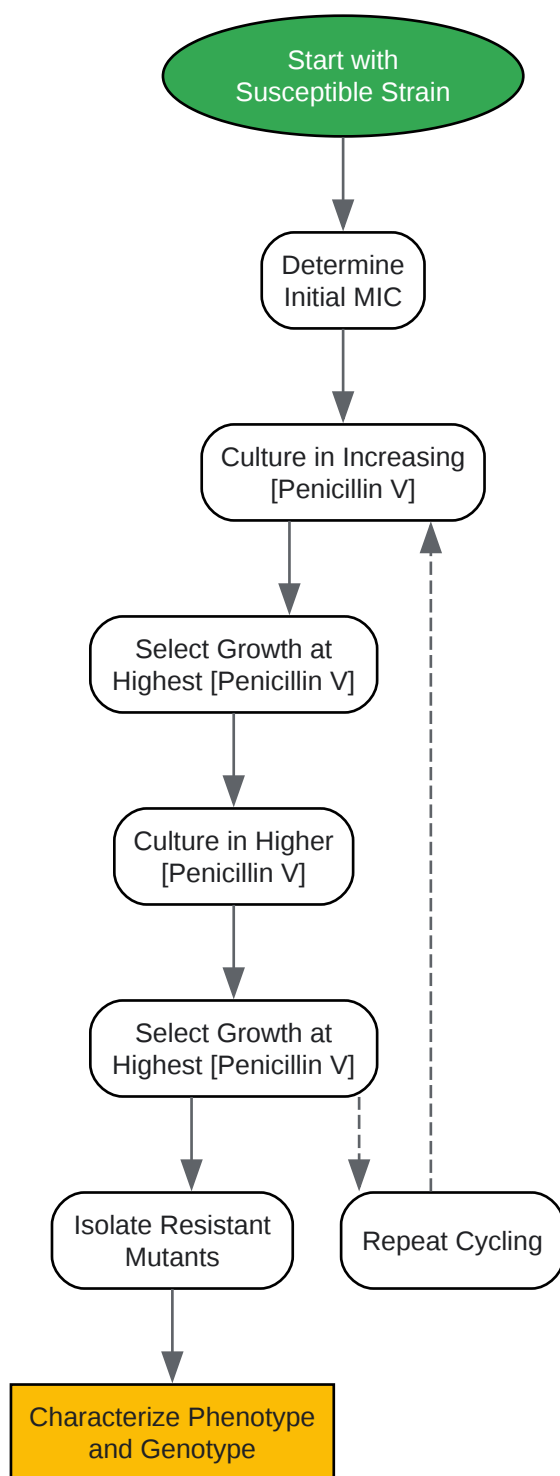 Start with
Susceptible Strain
Determine
Initial MIC
Culture in Increasing
[Penicillin V]
Select Growth at
Highest [Penicillin V]
Culture in Higher
[Penicillin V]
Select Growth at
Highest [Penicillin V]
Isolate Resistant
Mutants
Repeat Cycling
Characterize Phenotype
and Genotype